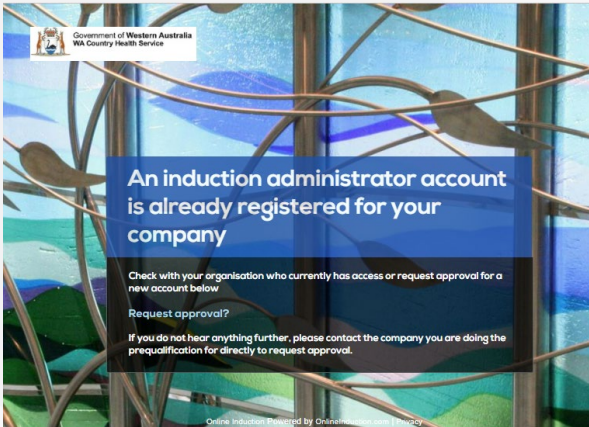 Government of Western Australia
WA Country Health Service
An induction administrator account
is already registered for your
company
Check with your organisation who currently has access or request approval for a
new account below
Request approval?
If you do not hear anything further, please contact the company you are doing the
prequalification for directly to request approval.
Online Induction Powered by OnlineInduction.com | Privacy